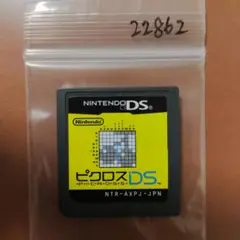 22862
NINTENDO DS
Nintendo
ピクロスDS
NTR-AXPJ-JPN